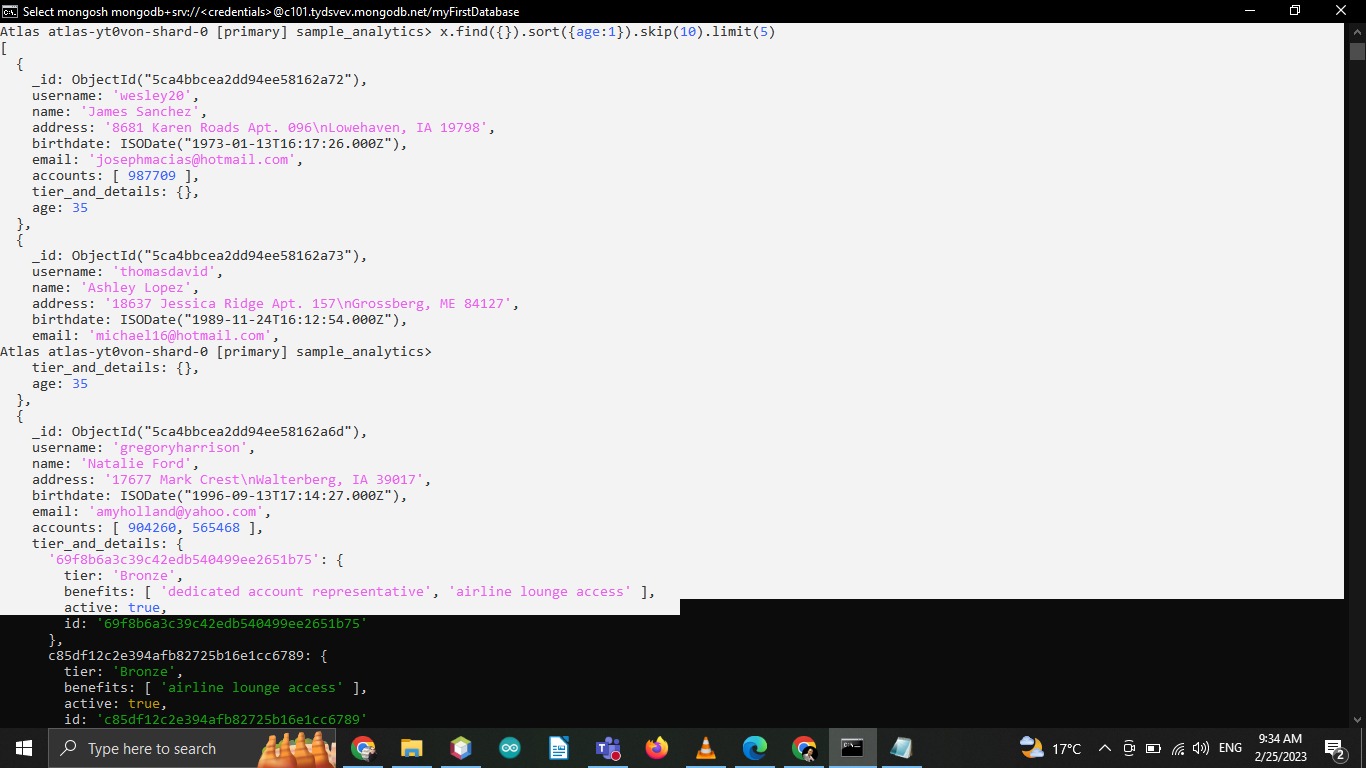 Select mongosh mongodb+srv://<credentials>@c101.tydsvev.mongodb.net/myFirstDatabase
Atlas atlas-yt0von-shard-0 [primary] sample_analytics> x.find({}).sort({age:1}).skip(10).limit(5)
[
  {
    _id: ObjectId("5ca4bbcea2dd94ee58162a72"),
    username: 'wesley20',
    name: 'James Sanchez',
    address: '8681 Karen Roads Apt. 096\nLowehaven, IA 19798',
    birthdate: ISODate("1973-01-13T16:17:26.000Z"),
    email: 'josephmacias@hotmail.com',
    accounts: [ 987709 ],
    tier_and_details: {},
    age: 35
  },
  {
    _id: ObjectId("5ca4bbcea2dd94ee58162a73"),
    username: 'thomasdavid',
    name: 'Ashley Lopez',
    address: '18637 Jessica Ridge Apt. 157\nGrossberg, ME 84127',
    birthdate: ISODate("1989-11-24T16:12:54.000Z"),
    email: 'michael16@hotmail.com',
Atlas atlas-yt0von-shard-0 [primary] sample_analytics>
    tier_and_details: {},
    age: 35
  },
  {
    _id: ObjectId("5ca4bbcea2dd94ee58162a6d"),
    username: 'gregoryharrison',
    name: 'Natalie Ford',
    address: '17677 Mark Crest\nWalterberg, IA 39017',
    birthdate: ISODate("1996-09-13T17:14:27.000Z"),
    email: 'amyholland@yahoo.com',
    accounts: [ 904260, 565468 ],
    tier_and_details: {
      '69f8b6a3c39c42edb540499ee2651b75': {
        tier: 'Bronze',
        benefits: [ 'dedicated account representative', 'airline lounge access' ],
        active: true,
        id: '69f8b6a3c39c42edb540499ee2651b75'
      },
      c85df12c2e394afb82725b16e1cc6789: {
        tier: 'Bronze',
        benefits: [ 'airline lounge access' ],
        active: true,
        id: 'c85df12c2e394afb82725b16e1cc6789'
Type here to search
17°C
ENG
9:34 AM
2/25/2023
2